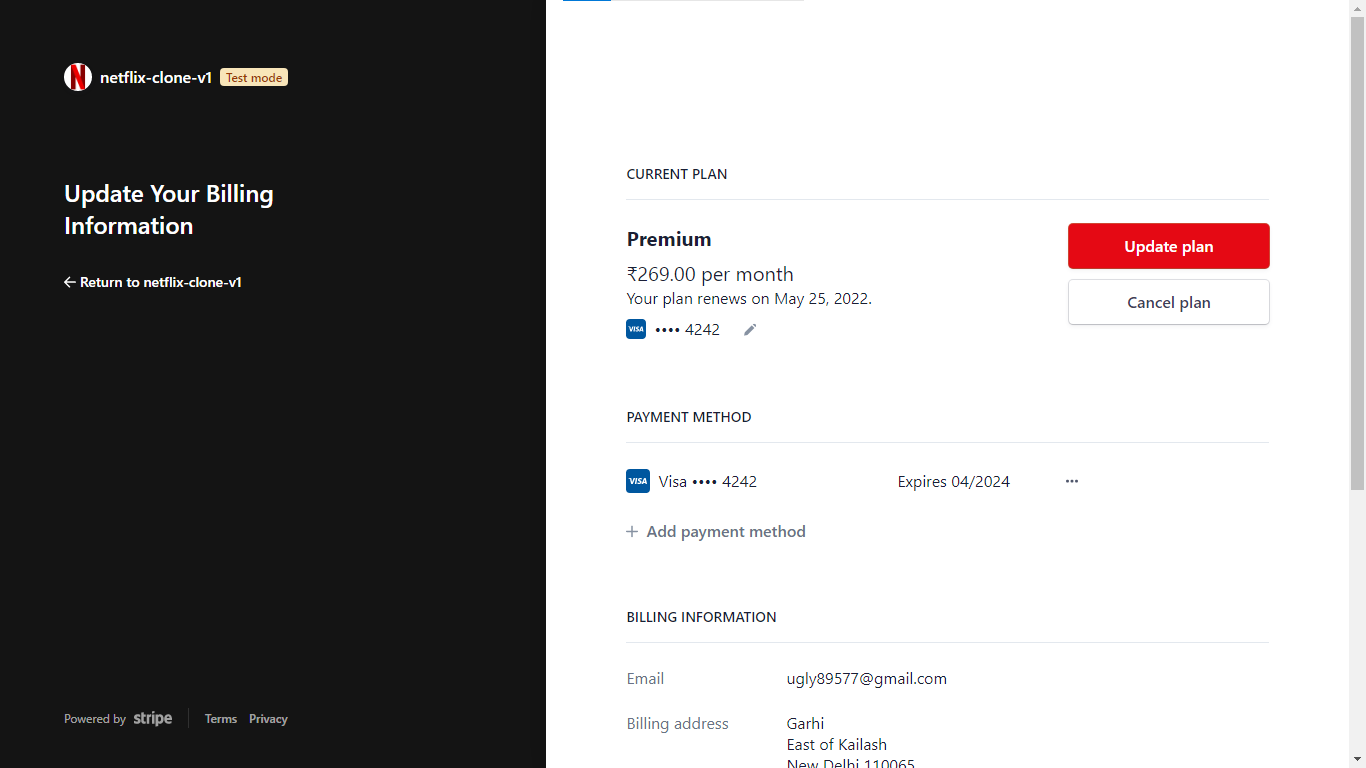 netflix-clone-v1 Test mode
Update Your Billing
Information
← Return to netflix-clone-v1
Powered by stripe Terms Privacy
CURRENT PLAN
Premium
₹269.00 per month
Your plan renews on May 25, 2022.
VISA •••• 4242
Update plan
Cancel plan
PAYMENT METHOD
VISA Visa •••• 4242 Expires 04/2024 •••
+ Add payment method
BILLING INFORMATION
Email ugly89577@gmail.com
Billing address Garhi
East of Kailash
New Delhi 110065